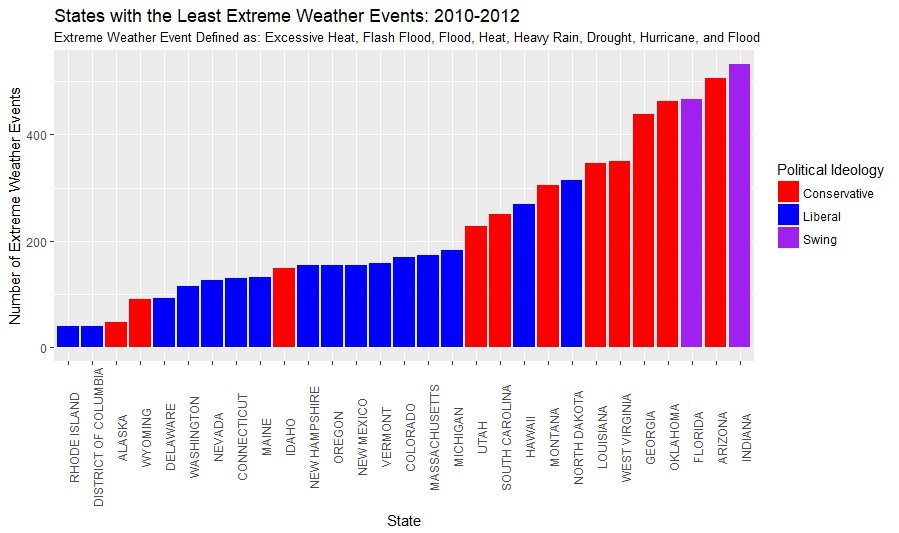 States with the Least Extreme Weather Events: 2010-2012
Extreme Weather Event Defined as: Excessive Heat, Flash Flood, Flood, Heat, Heavy Rain, Drought, Hurricane, and Flood
Number of Extreme Weather Events
400
200
0
Political Ideology
Conservative
Liberal
Swing
RHODE ISLAND
DISTRICT OF COLUMBIA
ALASKA
WYOMING
DELAWARE
WASHINGTON
NEVADA
CONNECTICUT
MAINE
IDAHO
NEW HAMPSHIRE
OREGON
NEW MEXICO
VERMONT
COLORADO
MASSACHUSETTS
MICHIGAN
UTAH
SOUTH CAROLINA
HAWAII
MONTANA
NORTH DAKOTA
LOUISIANA
WEST VIRGINIA
GEORGIA
OKLAHOMA
FLORIDA
ARIZONA
INDIANA
State